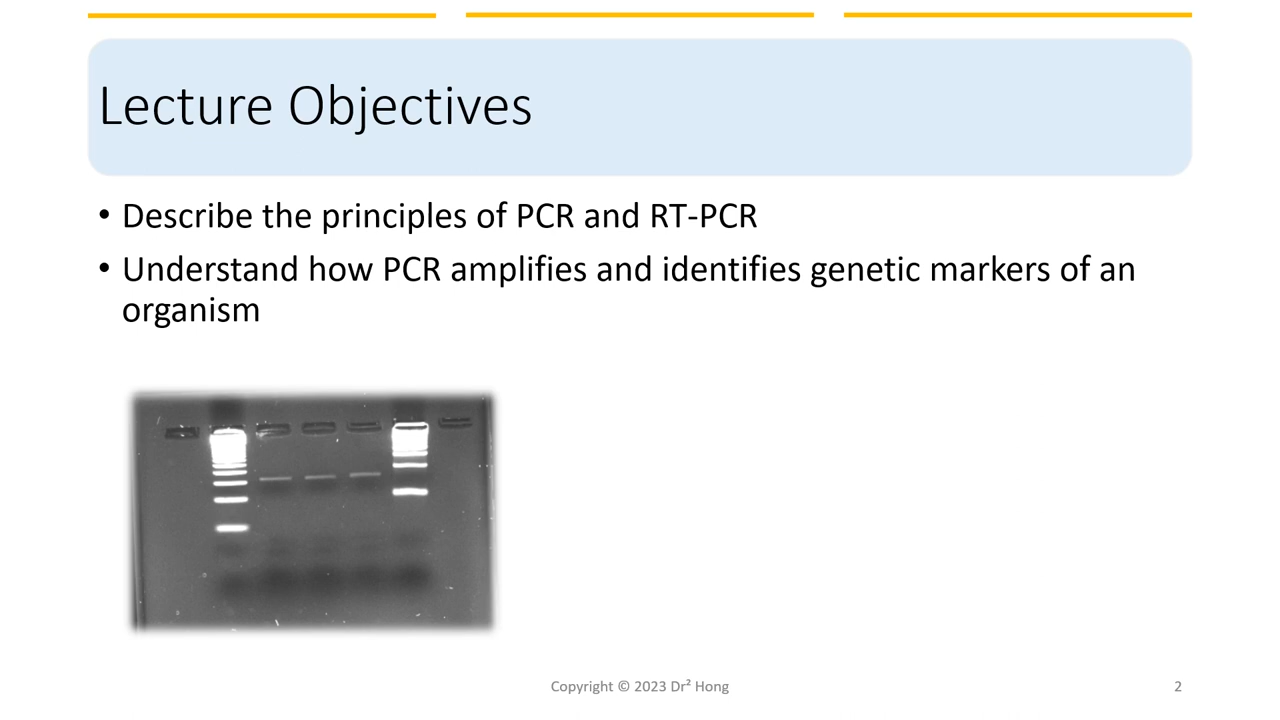 Lecture Objectives
• Describe the principles of PCR and RT-PCR
• Understand how PCR amplifies and identifies genetic markers of an
organism
Copyright © 2023 Dr² Hong
2